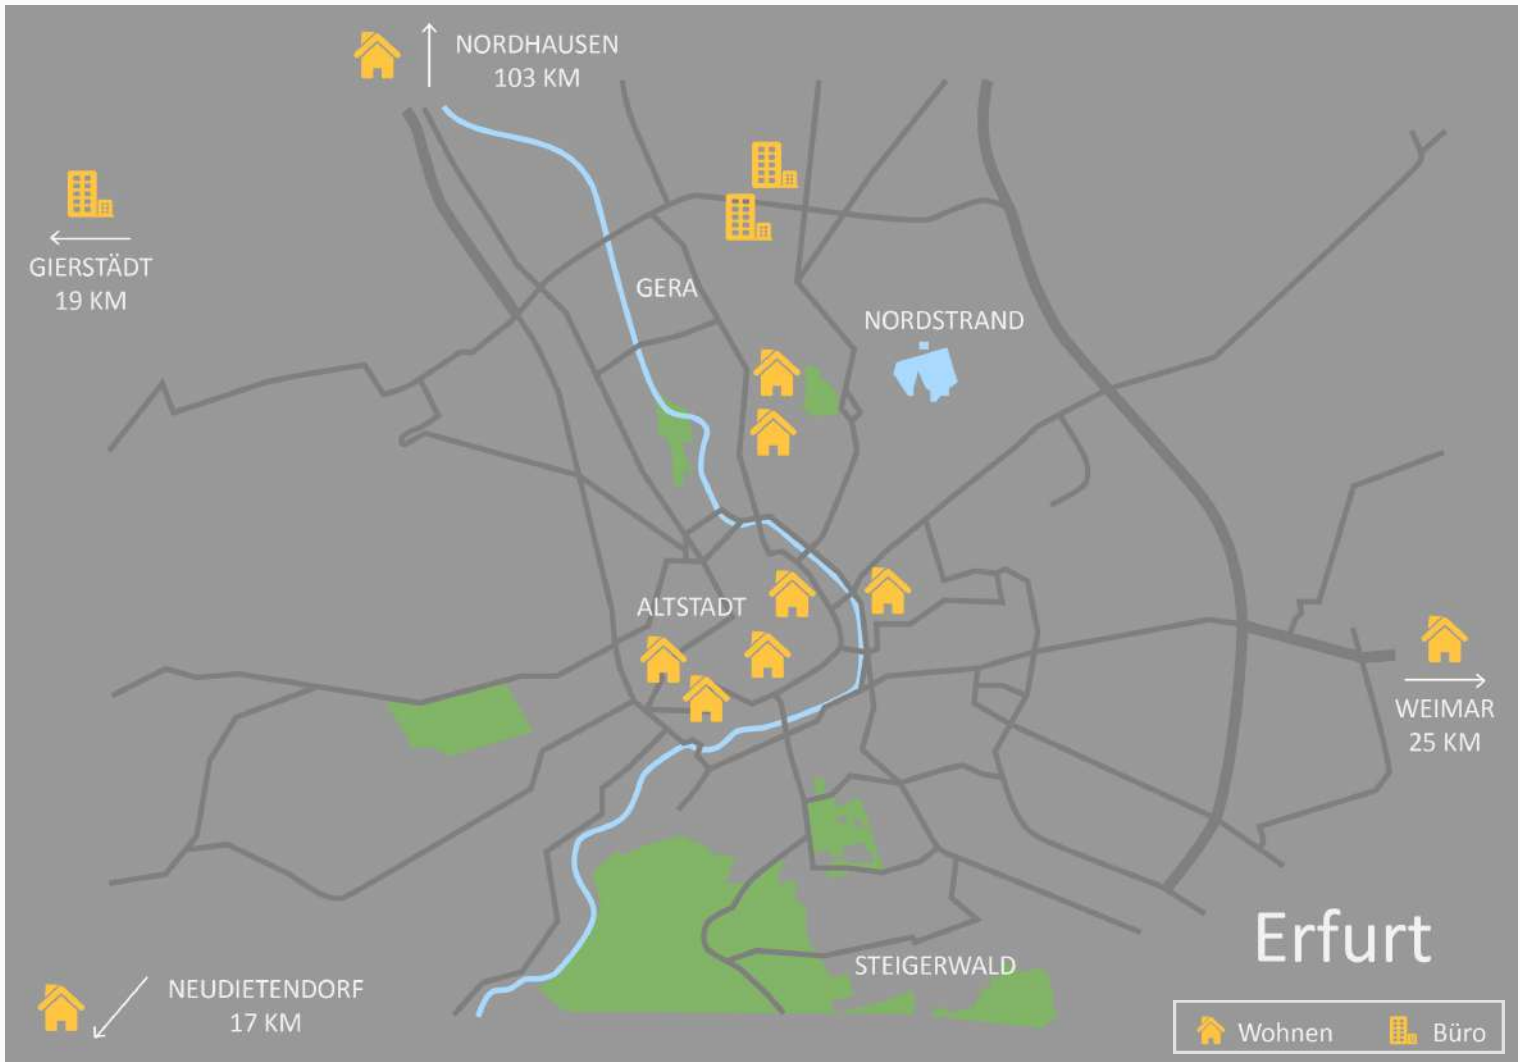 NORDHAUSEN
103 KM
GIERSTÄDT
19 KM
GERA
NORDSTRAND
ALTSTADT
WEIMAR
25 KM
Erfurt
STEIGERWALD
NEUDIETENDORF
17 KM
Wohnen
Büro